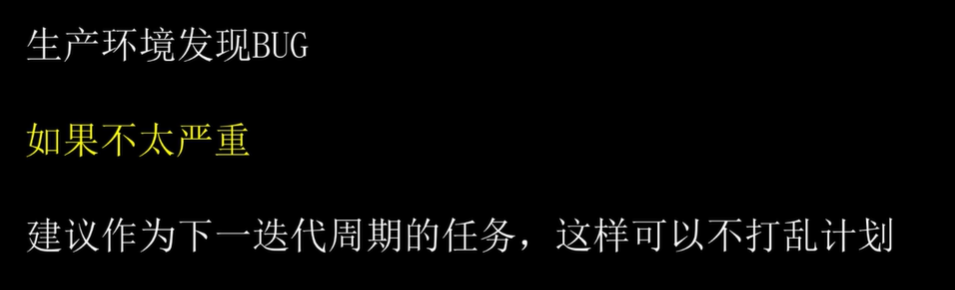 生产环境发现BUG
如果不太严重
建议作为下一迭代周期的任务，这样可以不打乱计划